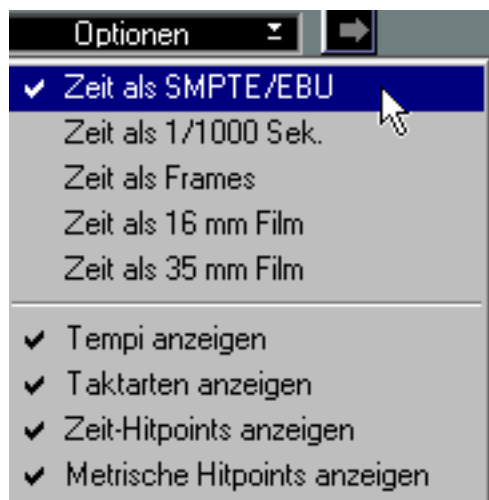 Optionen
Zeit als SMPTE/EBU
Zeit als 1/1000 Sek.
Zeit als Frames
Zeit als 16 mm Film
Zeit als 35 mm Film
Tempi anzeigen
Taktarten anzeigen
Zeit-Hitpoints anzeigen
Metrische Hitpoints anzeigen